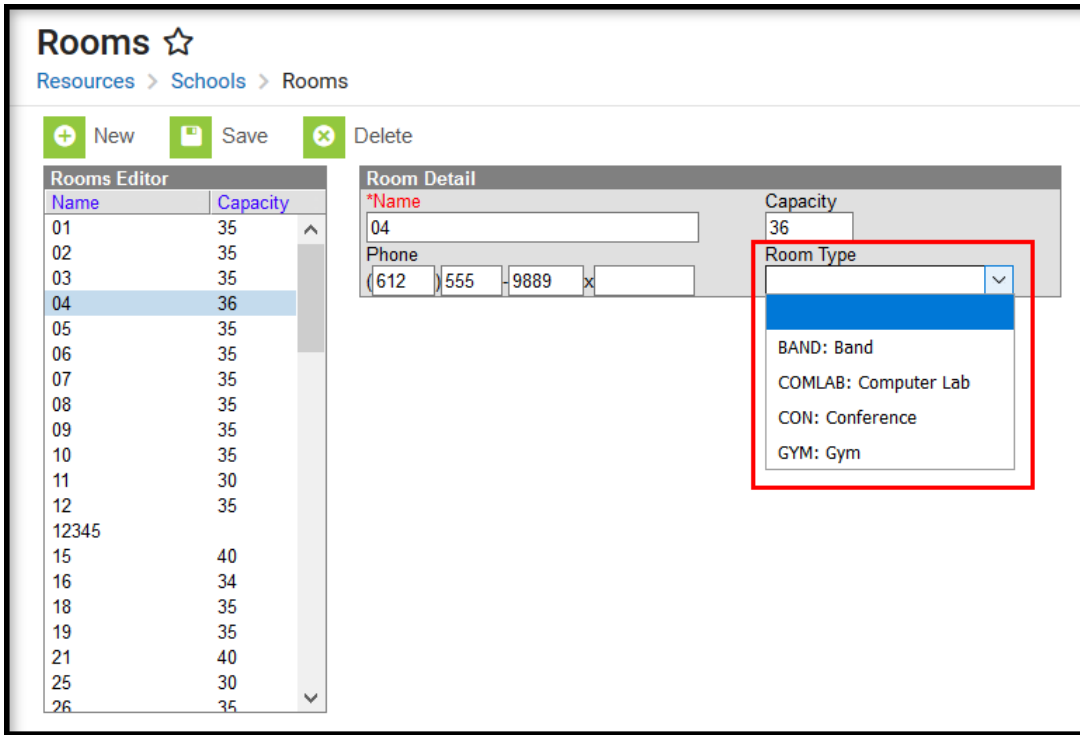 Rooms
Resources > Schools > Rooms
New Save Delete
Rooms Editor
Name Capacity
01 35
02 35
03 35
04 36
05 35
06 35
07 35
08 35
09 35
10 35
11 30
12 35
12345
15 40
16 34
18 35
19 35
21 40
25 30
26 35
Room Detail
*Name Capacity
04 36
Phone Room Type
(612 )555 -9889 x
BAND: Band
COMLAB: Computer Lab
CON: Conference
GYM: Gym